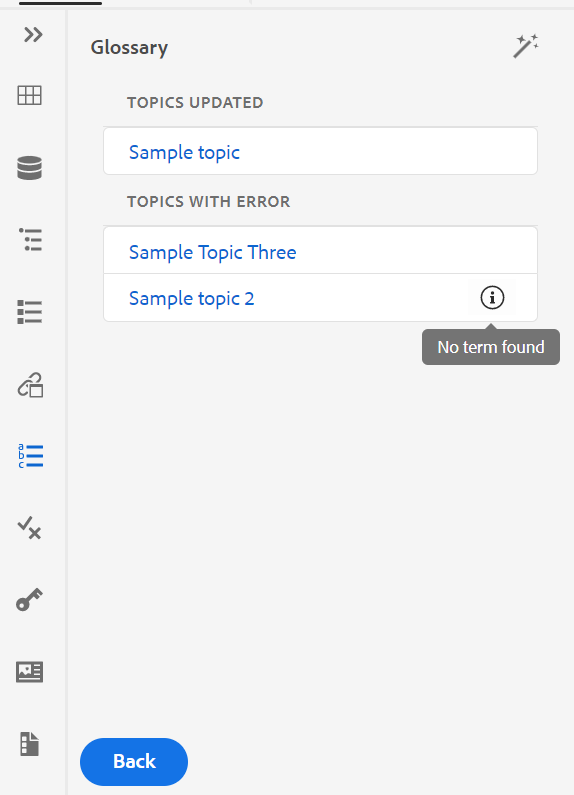 Glossary
TOPICS UPDATED
Sample topic
TOPICS WITH ERROR
Sample Topic Three
Sample topic 2
No term found
a
b
c
Back